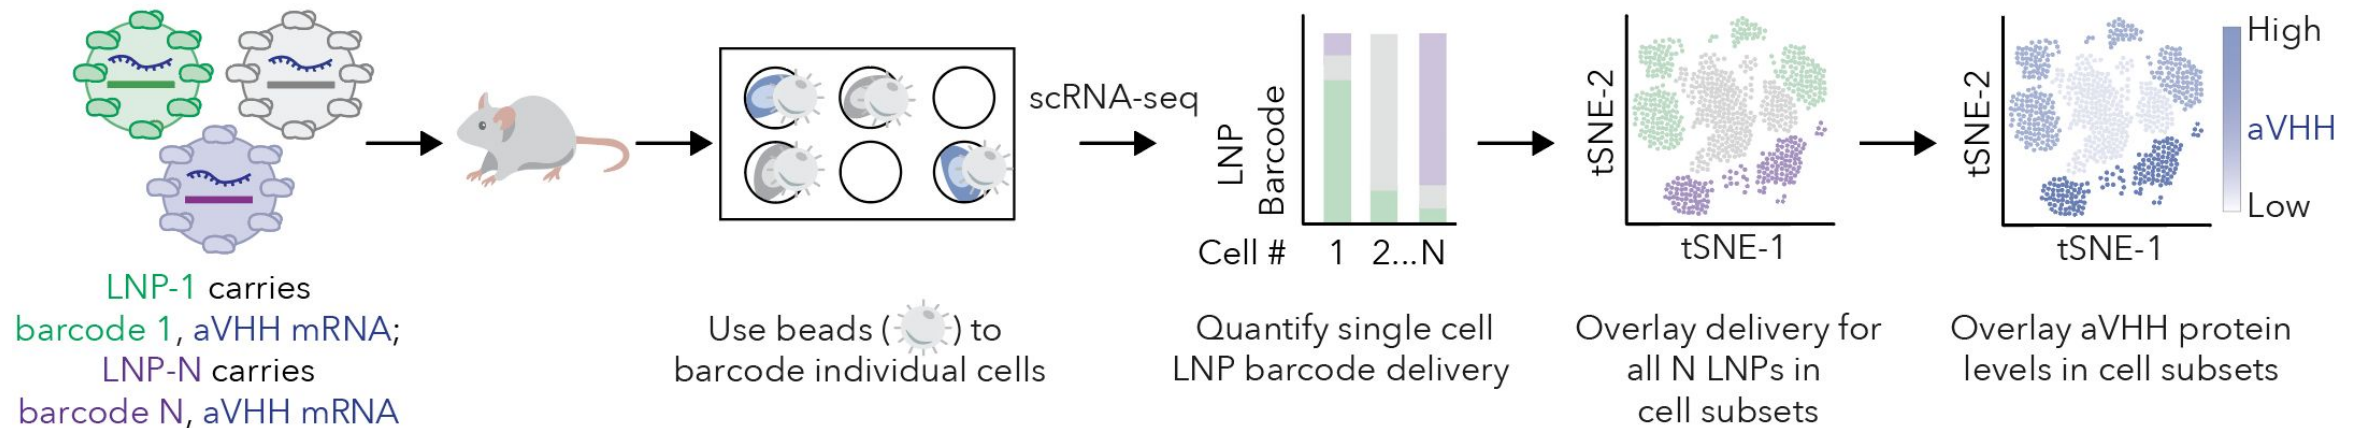 LNP-1 carries
barcode 1, aVHH mRNA;
LNP-N carries
barcode N, aVHH mRNA
Use beads ( ) to
barcode individual cells
scRNA-seq
LNP
Barcode
Cell # 1 2...N
Quantify single cell
LNP barcode delivery
tSNE-2
tSNE-1
Overlay delivery for
all N LNPs in
cell subsets
tSNE-2
tSNE-1
High
aVHH
Low
Overlay aVHH protein
levels in cell subsets